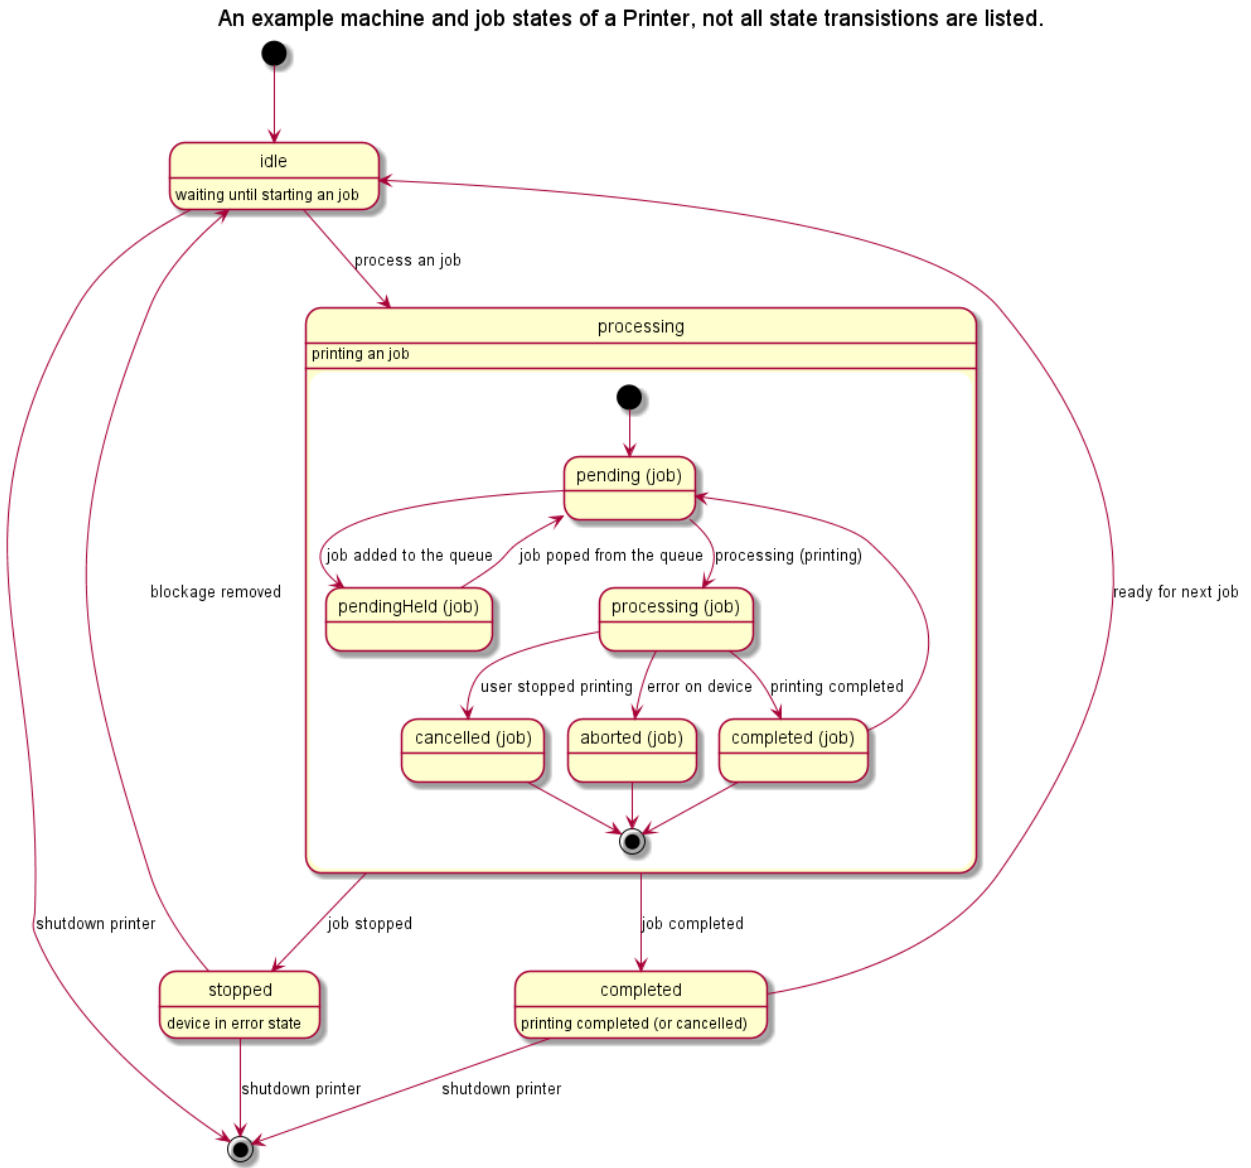 An example machine and job states of a Printer, not all state transistions are listed.
idle
waiting until starting an job
process an job
processing
printing an job
pending (job)
job added to the queue
job poped from the queue
processing (printing)
blockage removed
ready for next job
pendingHeld (job)
processing (job)
user stopped printing
error on device
printing completed
cancelled (job)
aborted (job)
completed (job)
shutdown printer
job stopped
job completed
stopped
device in error state
completed
printing completed (or cancelled)
shutdown printer
shutdown printer